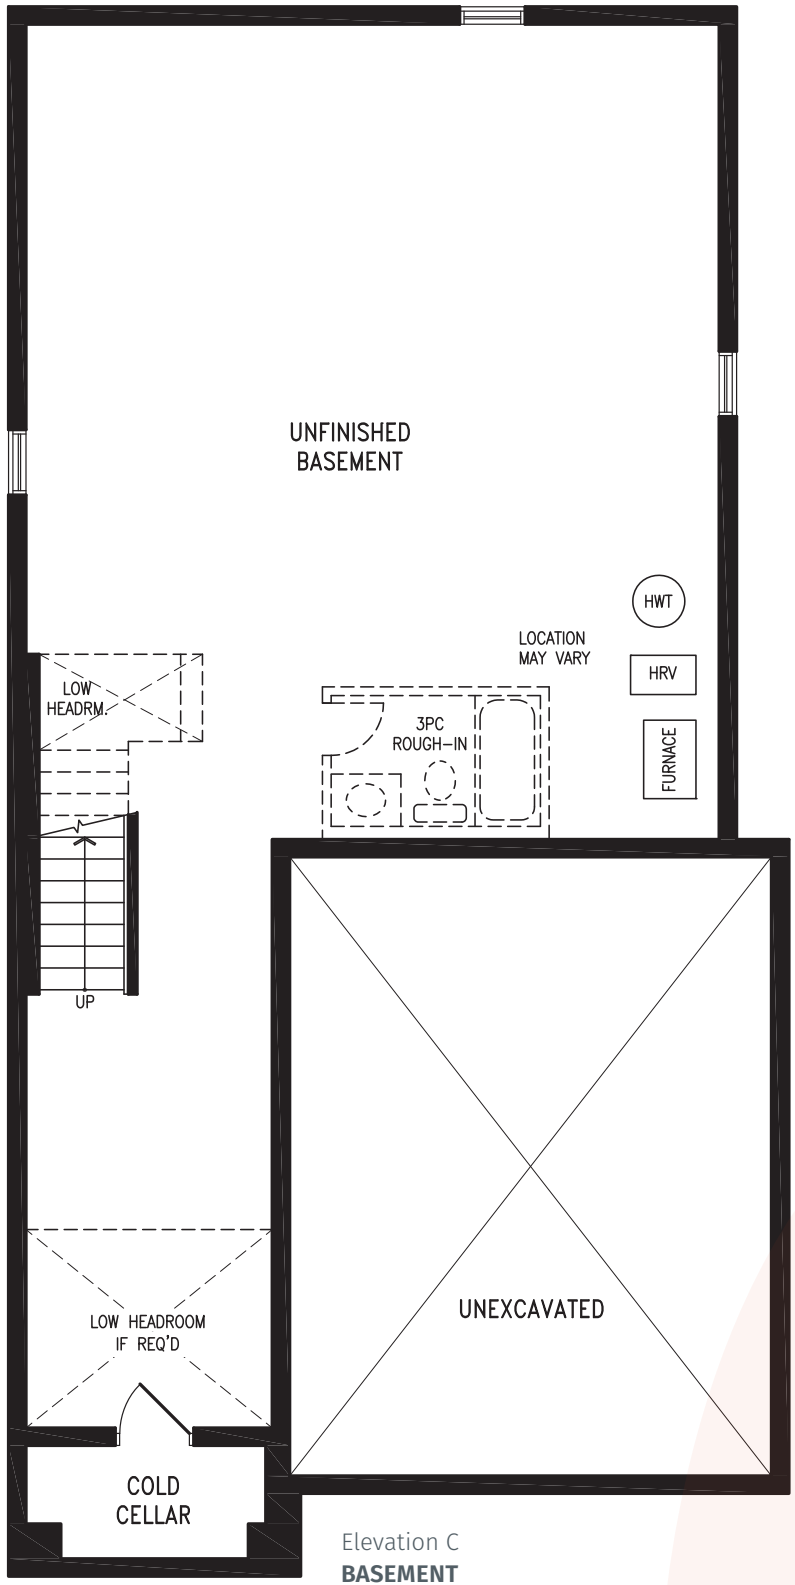 UNFINISHED
BASEMENT
HWT
LOCATION
MAY VARY
HRV
LOW
HEADRM.
3PC
ROUGH-IN
FURNACE
UP
UNEXCAVATED
LOW HEADROOM
IF REQ'D
COLD
CELLAR
Elevation C
BASEMENT